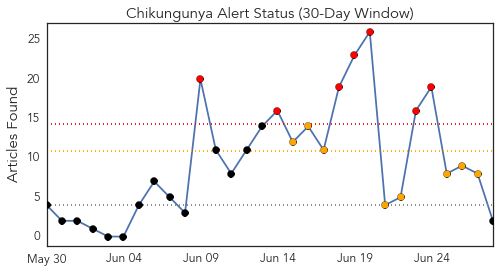 Chikungunya Alert Status (30-Day Window)
Articles Found
25
20
15
10
5
0
May 30 Jun 04 Jun 09 Jun 14 Jun 19 Jun 24